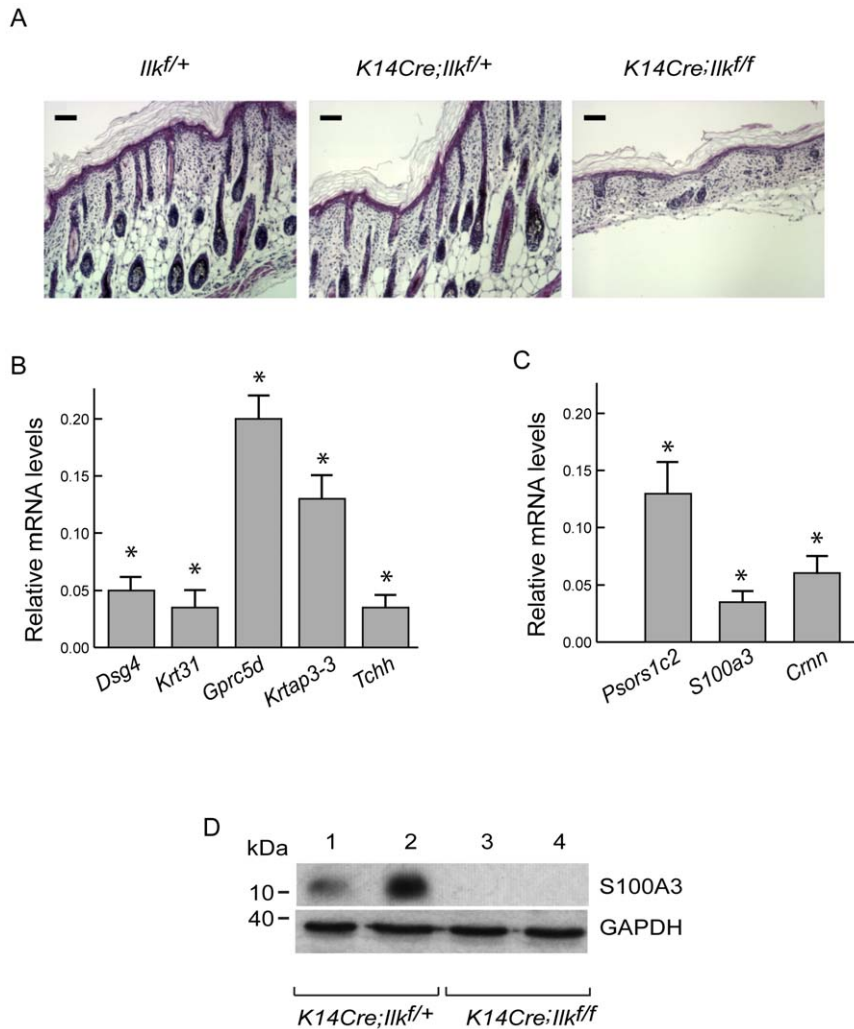 A
Ilkf/+ K14Cre;Ilkf/+ K14Cre;Ilkf/f
B
Relative mRNA levels
0.20
0.15
0.10
0.05
0.00
* * * * *
Dsg4 Krt31 Gprc5d Krtap3-3 Tchh
C
Relative mRNA levels
0.20
0.15
0.10
0.05
0.00
* * *
Psors1c2 S100a3 Crnn
D
kDa 1 2 3 4
10 S100A3
40 GAPDH
K14Cre;Ilkf/+ K14Cre;Ilkf/f